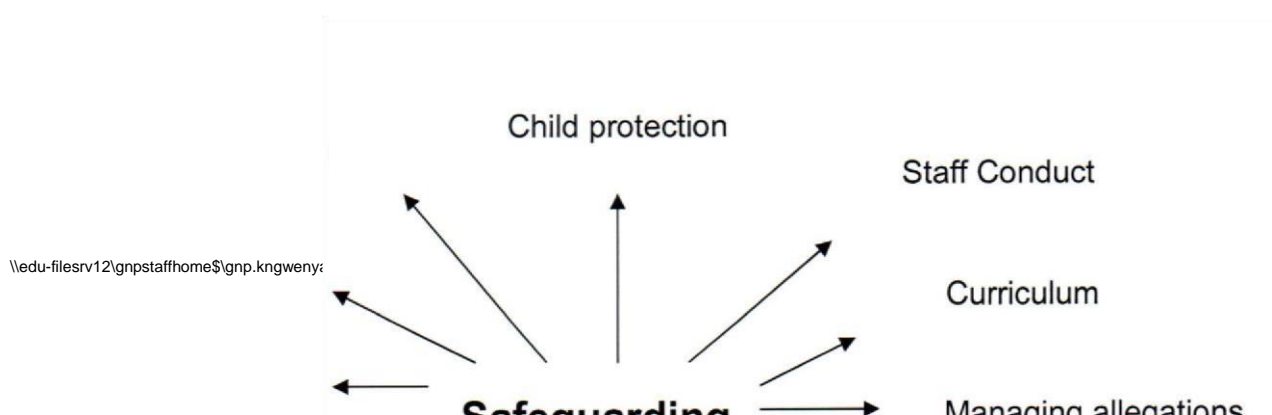 Child protection
Staff Conduct
\\edu-filesrv12\gnpstaffhome$\gnp.kngwenya
Curriculum
Safeguarding
Managing allegations